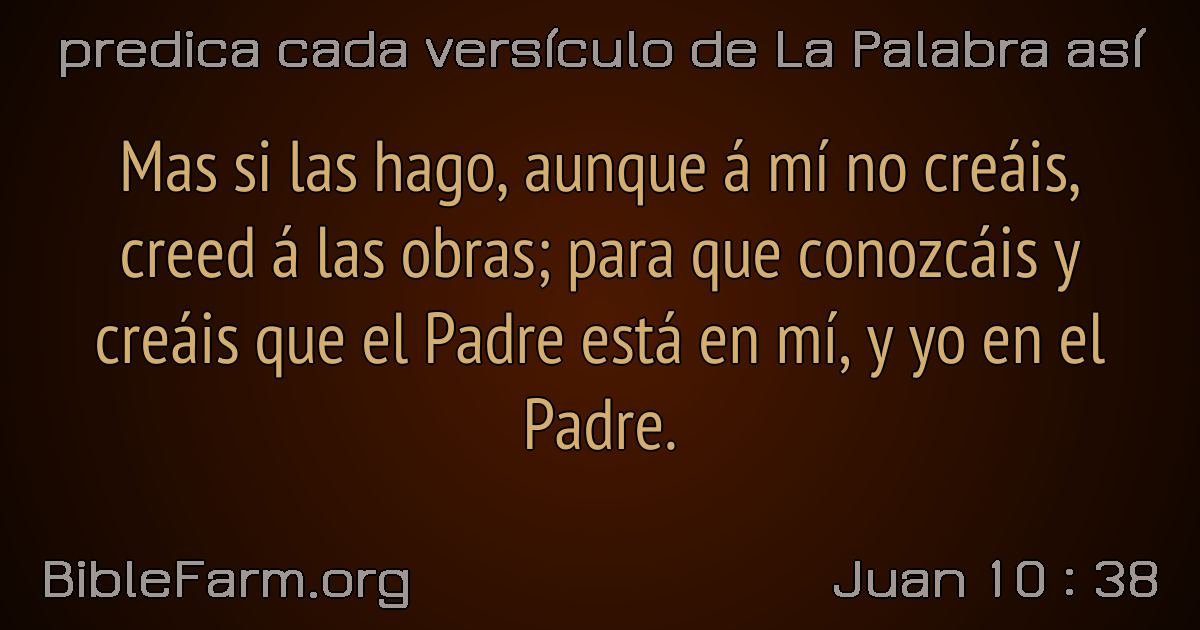 predica cada versículo de La Palabra así
Mas si las hago, aunque á mí no creáis,
creed á las obras; para que conozcáis y
creáis que el Padre está en mí, y yo en el
Padre.
BibleFarm.org
Juan 10 : 38